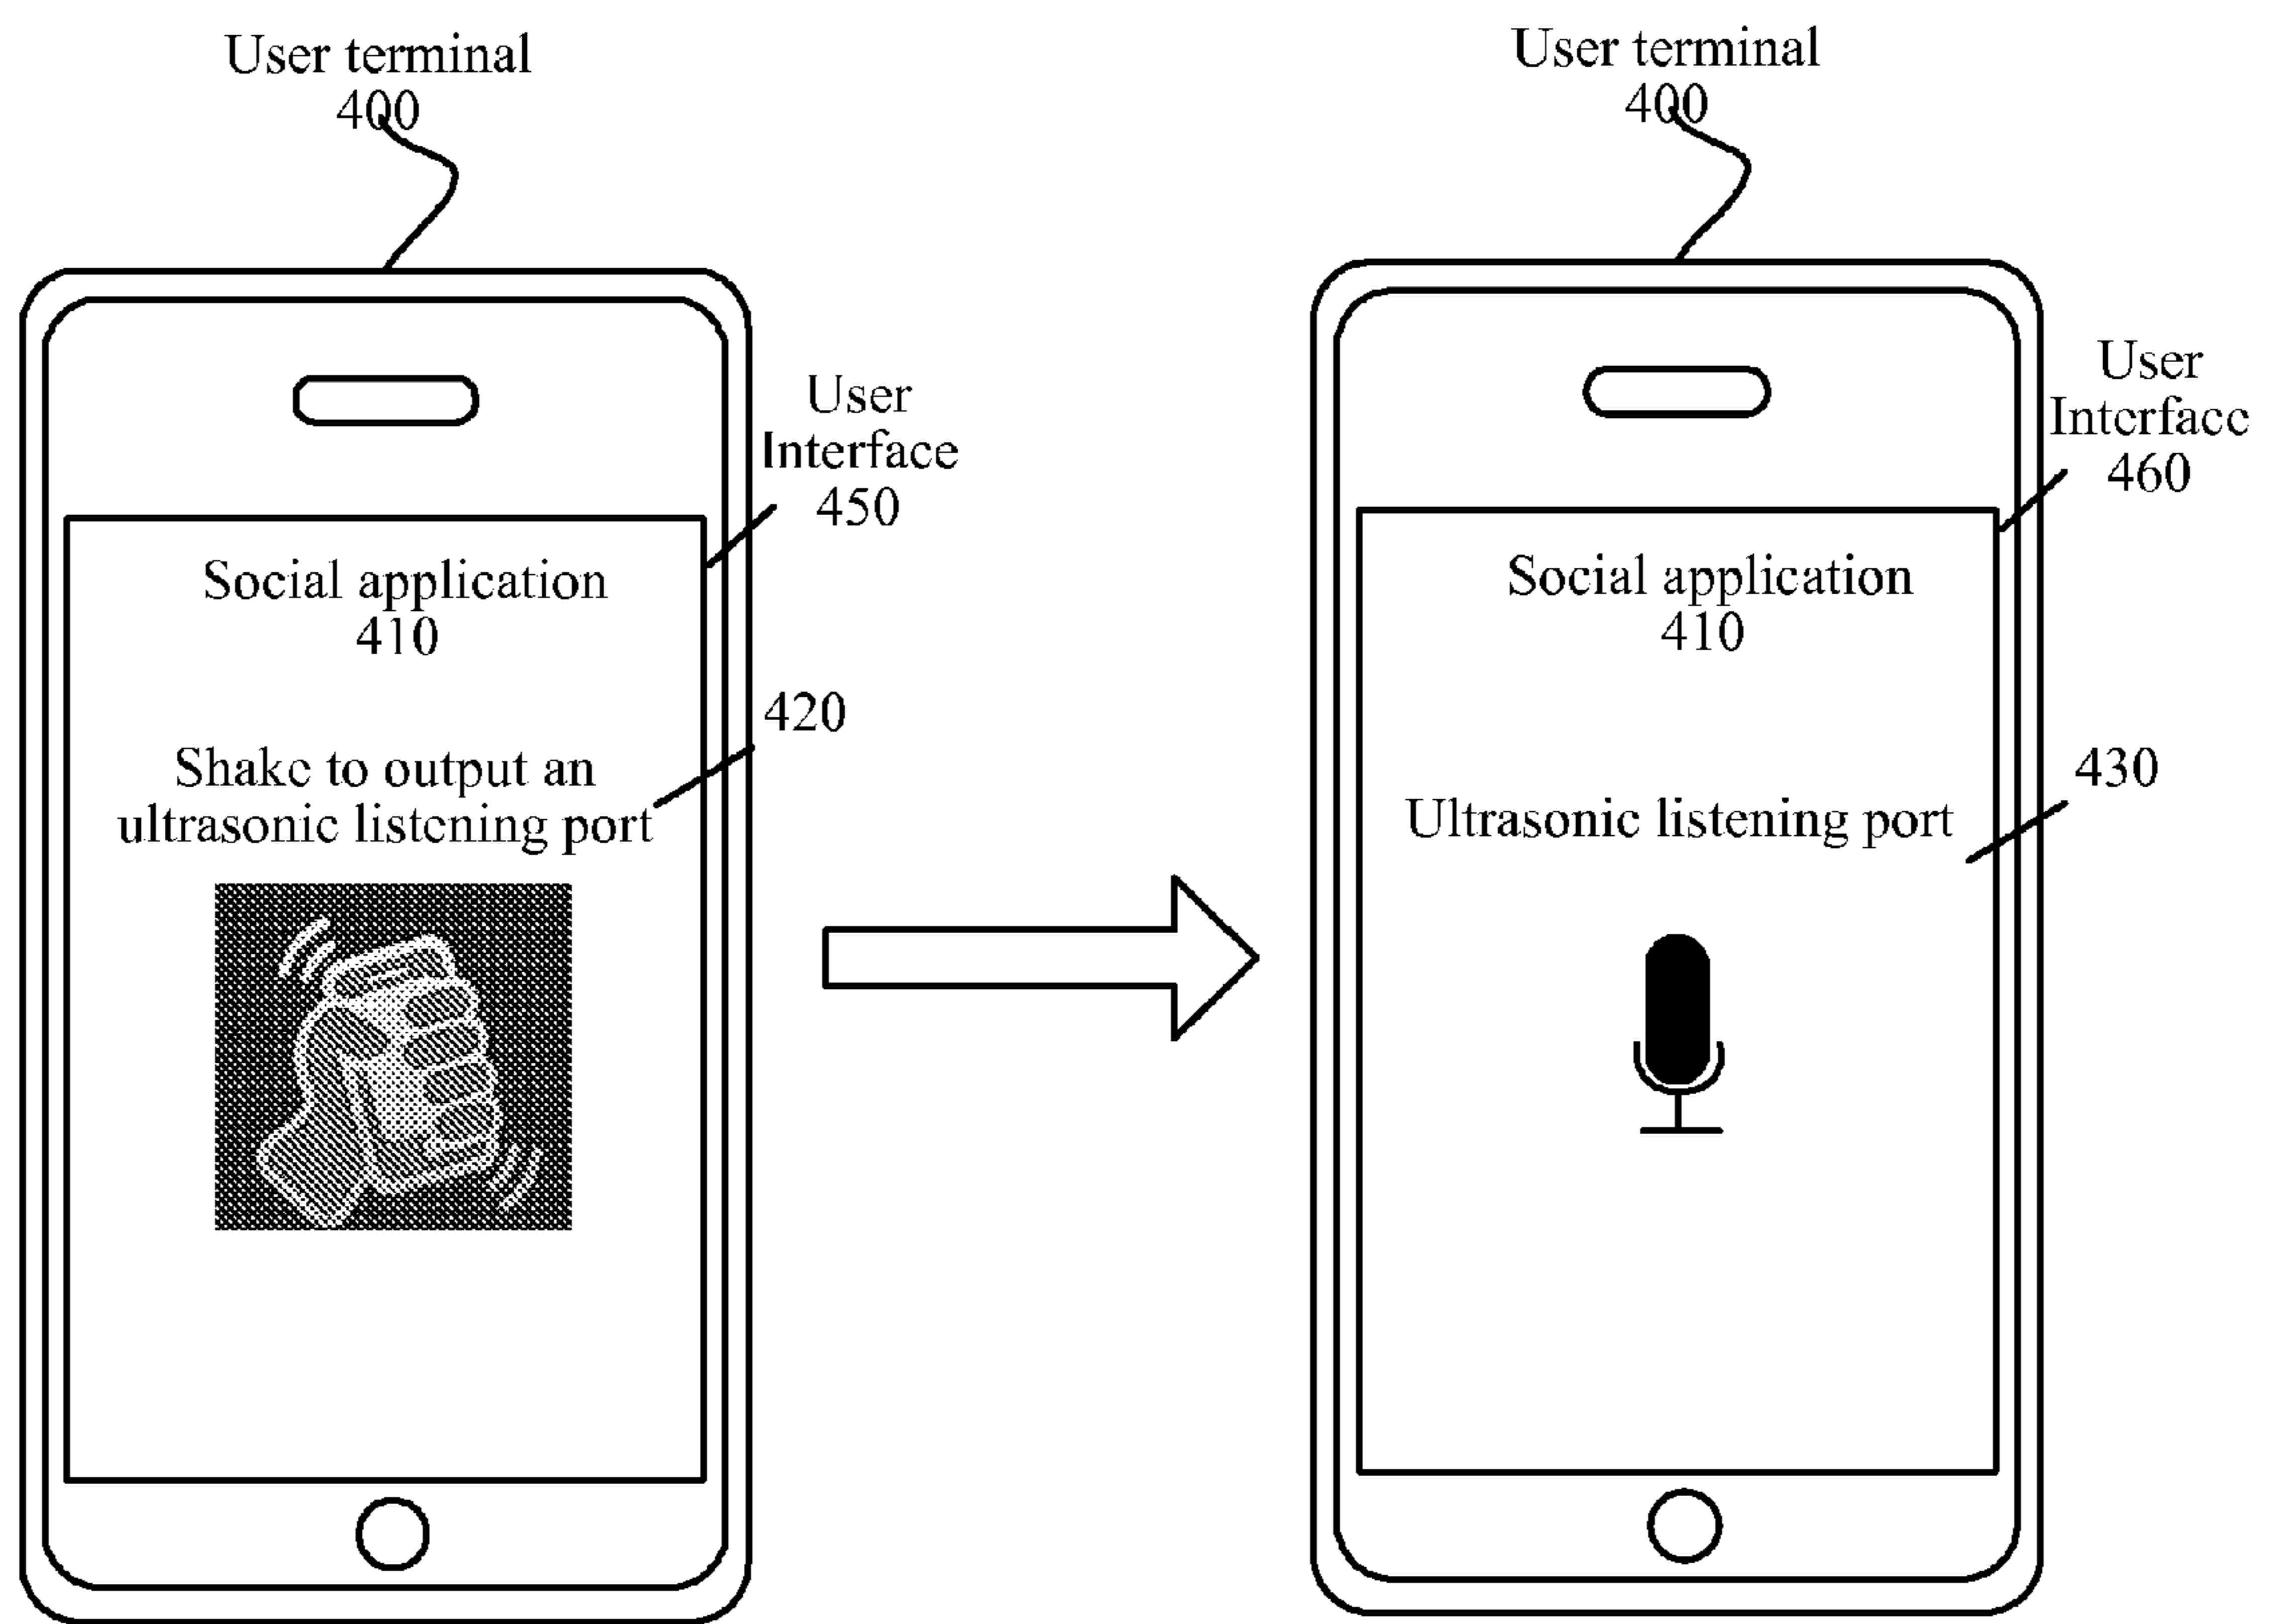 User terminal
400
User
Interface
450
Social application
410
420
Shake to output an
ultrasonic listening port
User terminal
400
User
Interface
460
Social application
410
430
Ultrasonic listening port